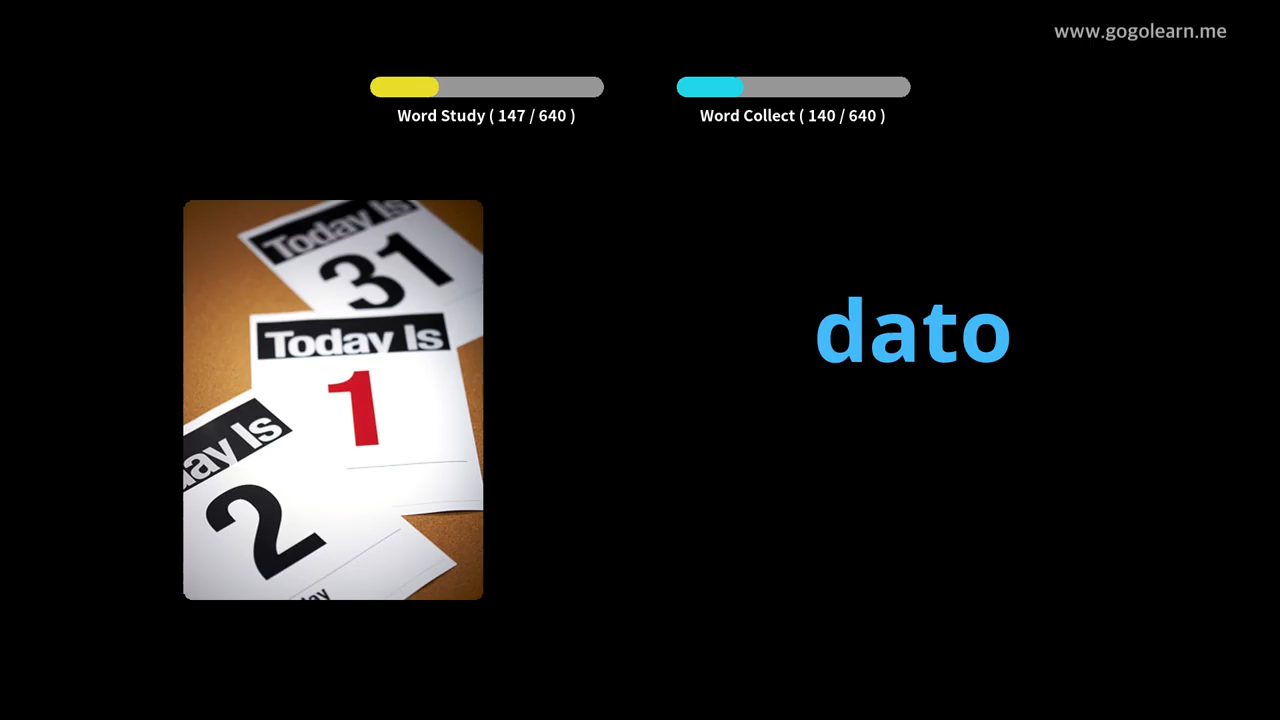 www.gogolearn.me
Word Study ( 147 / 640 )
Word Collect ( 140 / 640 )
Today Is
31
Today Is
1
day Is
2
dato